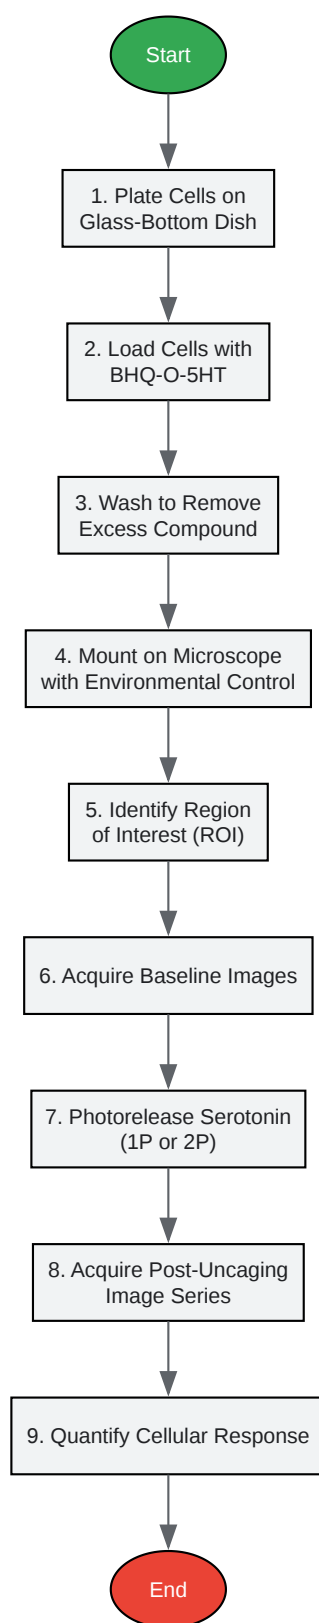 Start
1. Plate Cells on
Glass-Bottom Dish
2. Load Cells with
BHQ-O-5HT
3. Wash to Remove
Excess Compound
4. Mount on Microscope
with Environmental Control
5. Identify Region
of Interest (ROI)
6. Acquire Baseline Images
7. Photorelease Serotonin
(1P or 2P)
8. Acquire Post-Uncaging
Image Series
9. Quantify Cellular Response
End